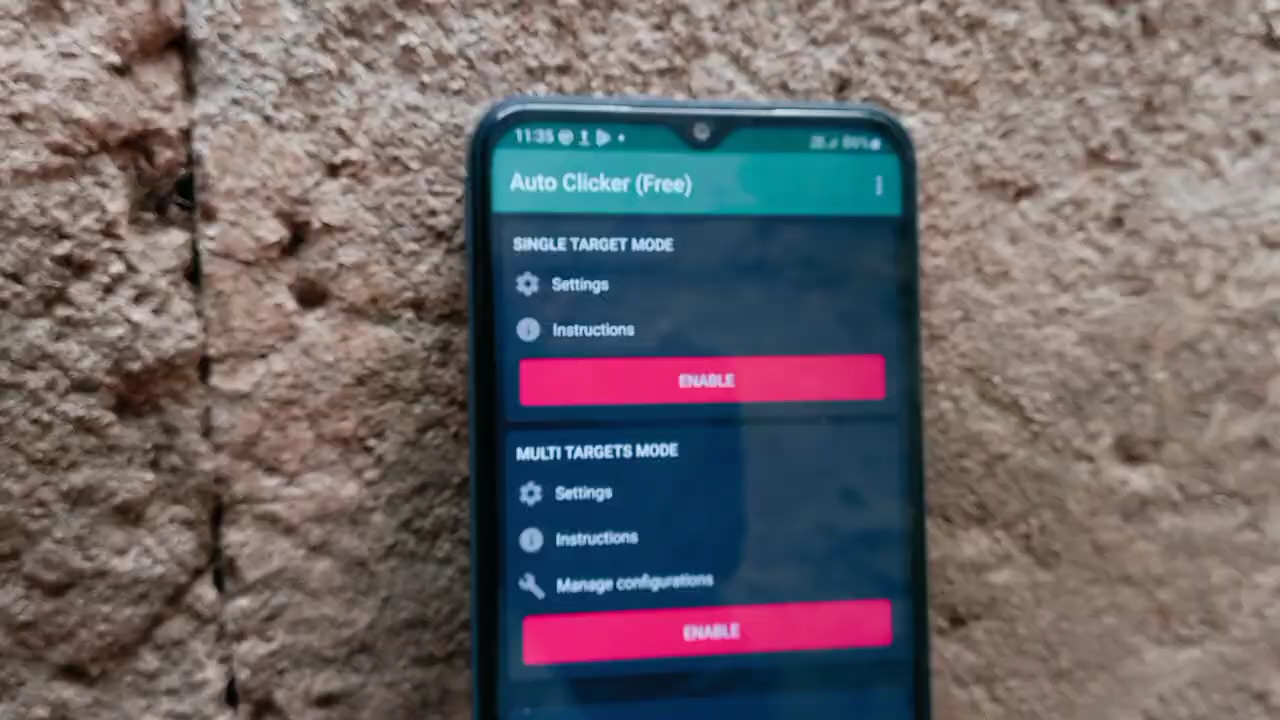 11:35
Auto Clicker (Free)
SINGLE TARGET MODE
Settings
Instructions
ENABLE
MULTI TARGETS MODE
Settings
Instructions
Manage configurations
ENABLE